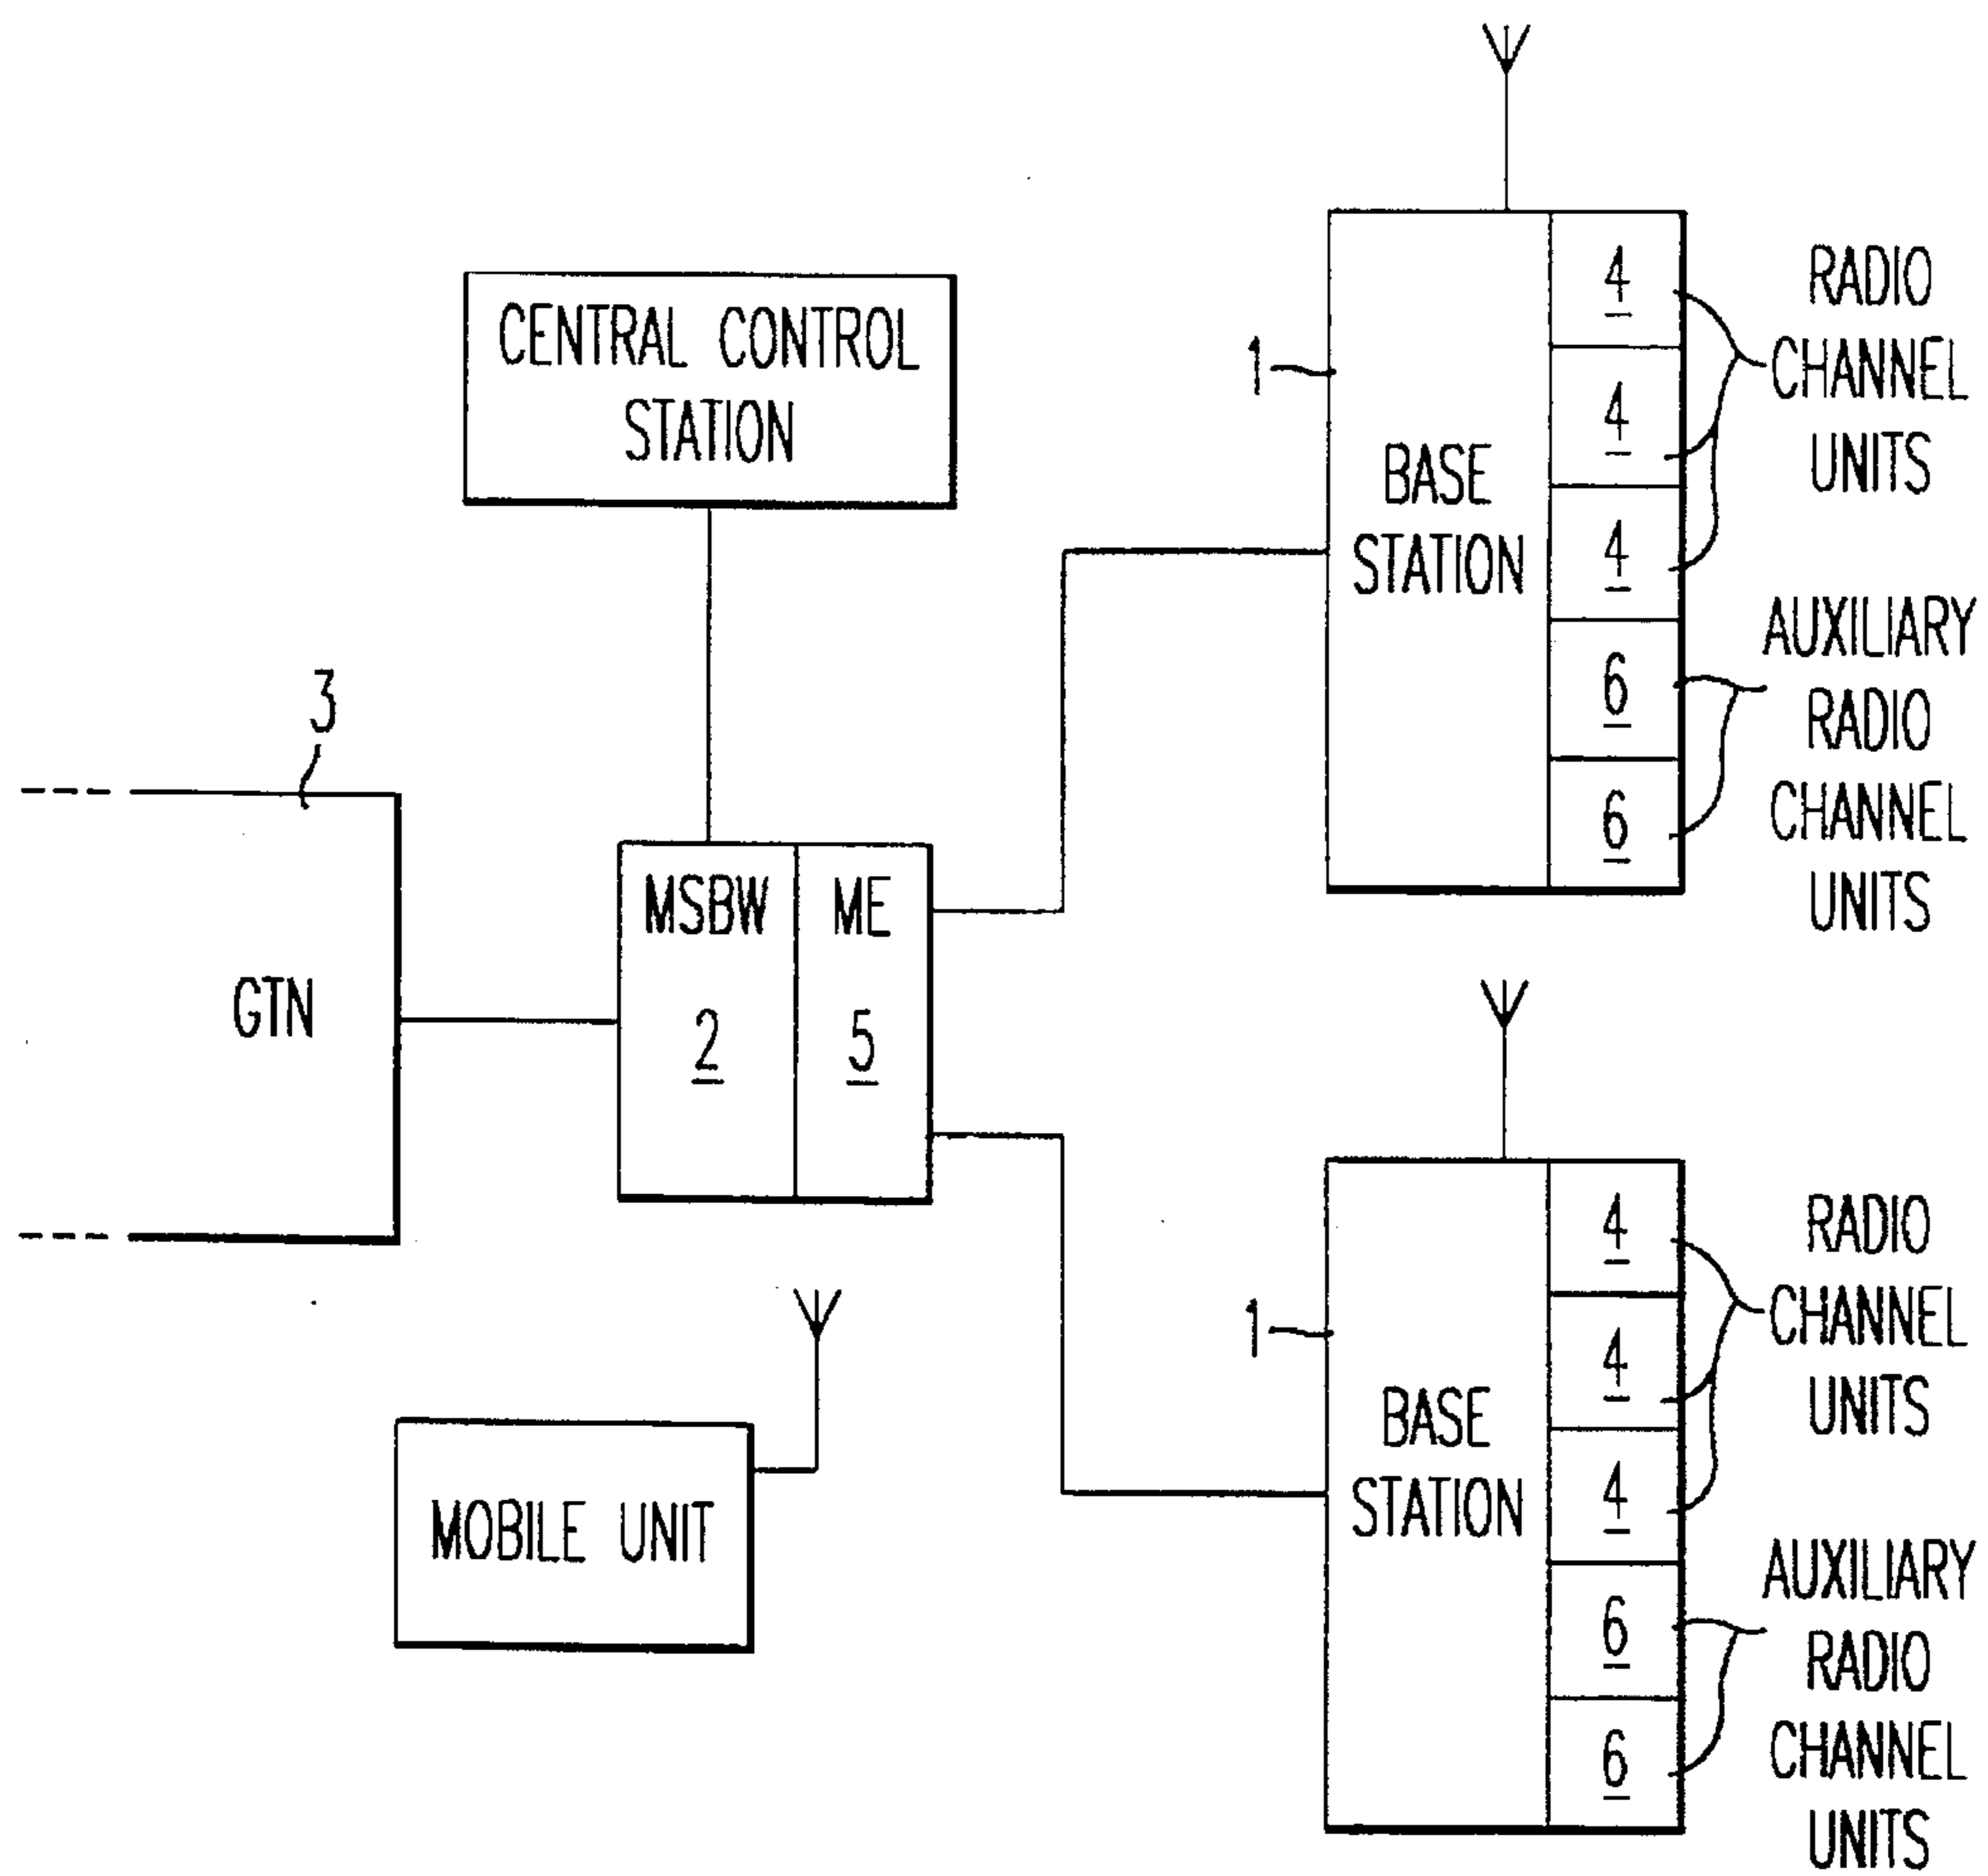 CENTRAL CONTROL
STATION
3
GTN
MSBW
2
ME
5
MOBILE UNIT
1
BASE
STATION
4
4
4
6
6
RADIO
CHANNEL
UNITS
AUXILIARY
RADIO
CHANNEL
UNITS
1
BASE
STATION
4
4
4
6
6
RADIO
CHANNEL
UNITS
AUXILIARY
RADIO
CHANNEL
UNITS